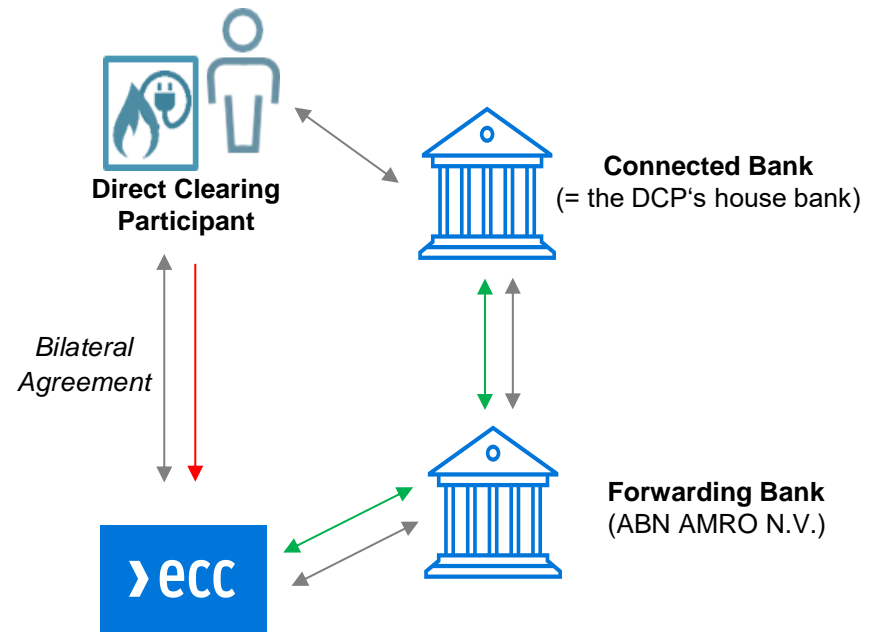 Direct Clearing
Participant
Connected Bank
(= the DCP‘s house bank)
Bilateral
Agreement
Forwarding Bank
(ABN AMRO N.V.)
ecc